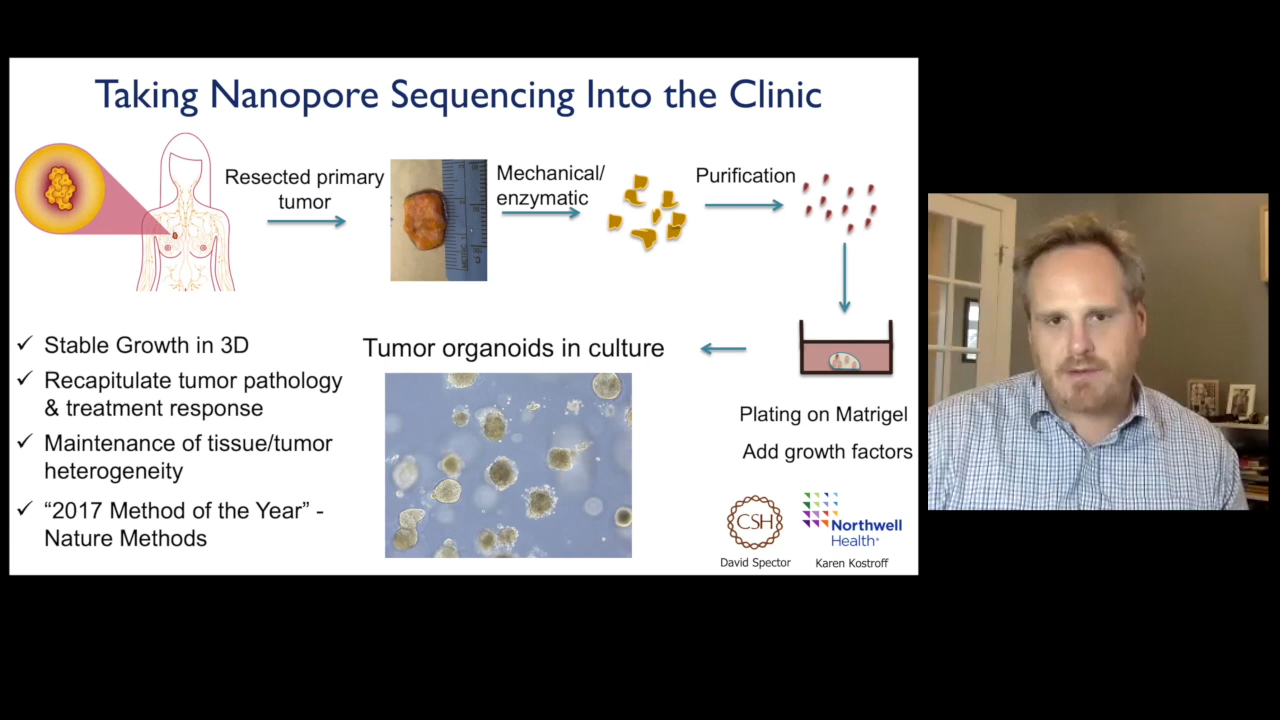 Taking Nanopore Sequencing Into the Clinic
Resected primary
tumor
Mechanical/
enzymatic
Purification
✓ Stable Growth in 3D
✓ Recapitulate tumor pathology
& treatment response
✓ Maintenance of tissue/tumor
heterogeneity
✓ “2017 Method of the Year” -
Nature Methods
Tumor organoids in culture
Plating on Matrigel
Add growth factors
CSH
Northwell
Health
David Spector
Karen Kostroff